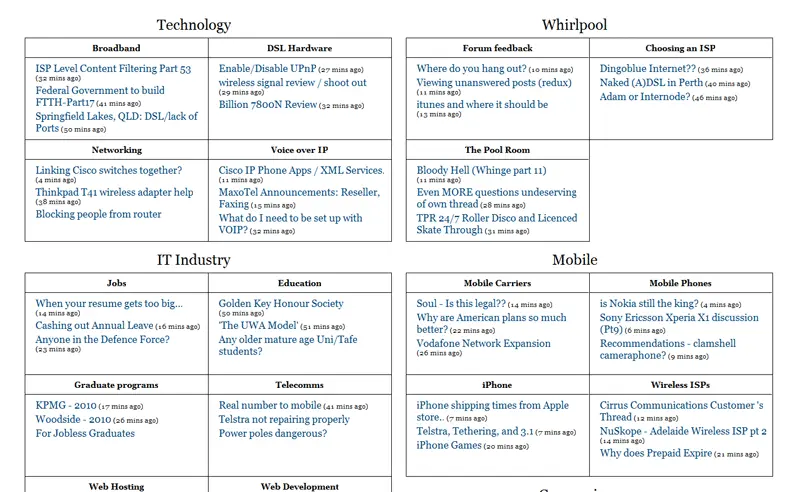 Technology
Broadband
ISP Level Content Filtering Part 53
(32 mins ago)
Federal Government to build
FTTH-Part17 (41 mins ago)
Springfield Lakes, QLD: DSL/lack of
Ports (50 mins ago)
DSL Hardware
Enable/Disable UPnP (27 mins ago)
wireless signal review / shoot out
(29 mins ago)
Billion 7800N Review (32 mins ago)
Networking
Linking Cisco switches together?
(4 mins ago)
Thinkpad T41 wireless adapter help
(38 mins ago)
Blocking people from router
Voice over IP
Cisco IP Phone Apps / XML Services.
(11 mins ago)
MaxoTel Announcements: Reseller,
Faxing (15 mins ago)
What do I need to be set up with
VOIP? (32 mins ago)
Whirlpool
Forum feedback
Where do you hang out? (10 mins ago)
Viewing unanswered posts (redux)
(11 mins ago)
itunes and where it should be
(13 mins ago)
Choosing an ISP
Dingoblue Internet?? (36 mins ago)
Naked (A)DSL in Perth (40 mins ago)
Adam or Internode? (46 mins ago)
The Pool Room
Bloody Hell (Whinge part 11)
(11 mins ago)
Even MORE questions undeserving
of own thread (28 mins ago)
TPR 24/7 Roller Disco and Licenced
Skate Through (31 mins ago)
IT Industry
Jobs
When your resume gets too big...
(14 mins ago)
Cashing out Annual Leave (16 mins ago)
Anyone in the Defence Force?
(23 mins ago)
Education
Golden Key Honour Society
(30 mins ago)
'The UWA Model' (51 mins ago)
Any older mature age Uni/Tafe
students?
Graduate programs
KPMG - 2010 (17 mins ago)
Woodside - 2010 (26 mins ago)
For Jobless Graduates
Telecomms
Real number to mobile (41 mins ago)
Telstra not repairing properly
Power poles dangerous?
Web Hosting
Web Development
Mobile
Mobile Carriers
Soul - Is this legal?? (14 mins ago)
Why are American plans so much
better? (22 mins ago)
Vodafone Network Expansion
(26 mins ago)
Mobile Phones
is Nokia still the king? (4 mins ago)
Sony Ericsson Xperia X1 discussion
(Pt9) (6 mins ago)
Recommendations - clamshell
cameraphone? (9 mins ago)
iPhone
iPhone shipping times from Apple
store.. (7 mins ago)
Telstra, Tethering, and 3.1 (7 mins ago)
iPhone Games (20 mins ago)
Wireless ISPs
Cirrus Communications Customer 's
Thread (12 mins ago)
NuSkope - Adelaide Wireless ISP pt 2
(14 mins ago)
Why does Prepaid Expire (21 mins ago)